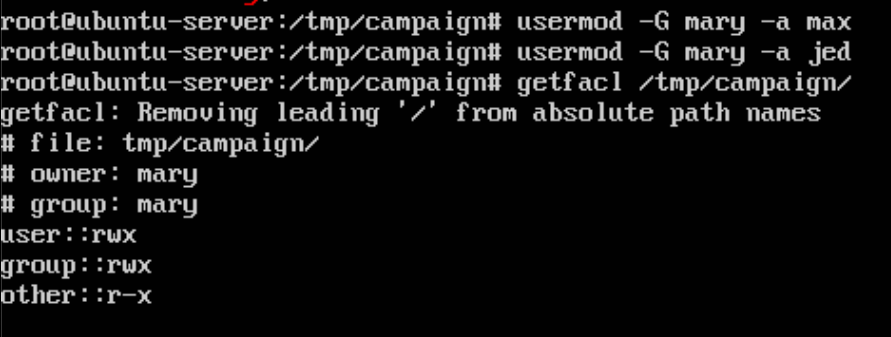 root@ubuntu-server:/tmp/campaign# usermod -G mary -a max
root@ubuntu-server:/tmp/campaign# usermod -G mary -a jed
root@ubuntu-server:/tmp/campaign# getfacl /tmp/campaign/
getfacl: Removing leading '/' from absolute path names
# file: tmp/campaign/
# owner: mary
# group: mary
user::rwx
group::rwx
other::r-x